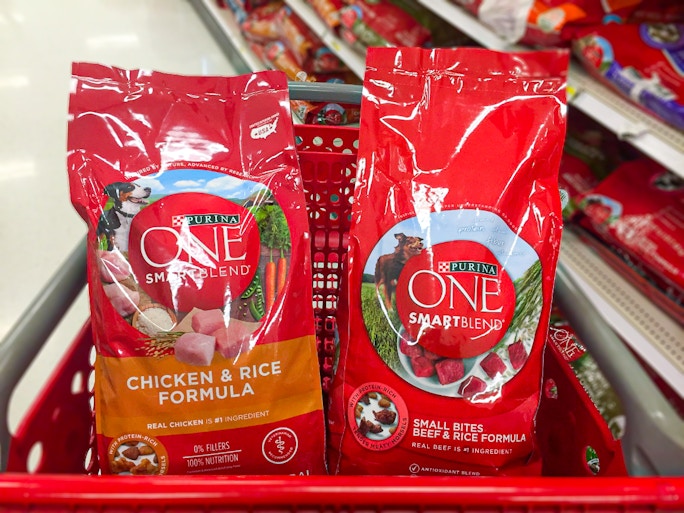 PURINA
ONE
SMARTBLEND
CHICKEN & RICE
FORMULA
REAL CHICKEN IS #1 INGREDIENT
0% FILLERS
100% NUTRITION
PURINA
ONE
SMARTBLEND
SMALL BITES
BEEF & RICE FORMULA
REAL BEEF IS #1 INGREDIENT
ANTIOXIDANT BLEND
ONE